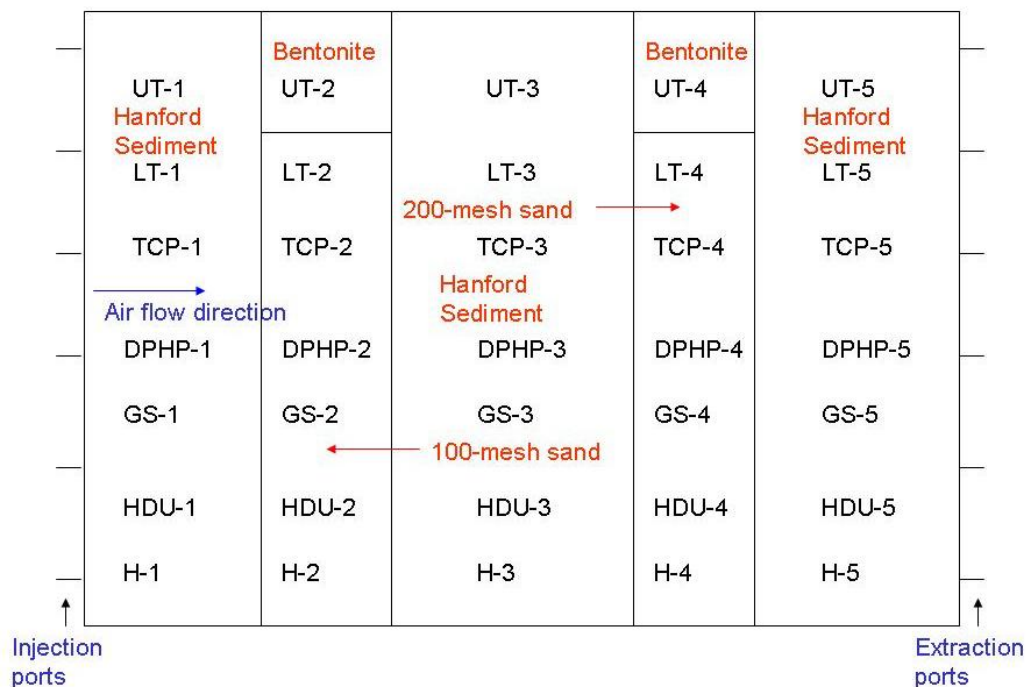 Bentonite Bentonite
UT-1 UT-2 UT-3 UT-4 UT-5
Hanford Hanford
Sediment Sediment
LT-1 LT-2 LT-3 LT-4 LT-5
200-mesh sand
TCP-1 TCP-2 TCP-3 TCP-4 TCP-5
Hanford
Sediment
Air flow direction
DPHP-1 DPHP-2 DPHP-3 DPHP-4 DPHP-5
GS-1 GS-2 GS-3 GS-4 GS-5
100-mesh sand
HDU-1 HDU-2 HDU-3 HDU-4 HDU-5
H-1 H-2 H-3 H-4 H-5
Injection
ports
Extraction
ports